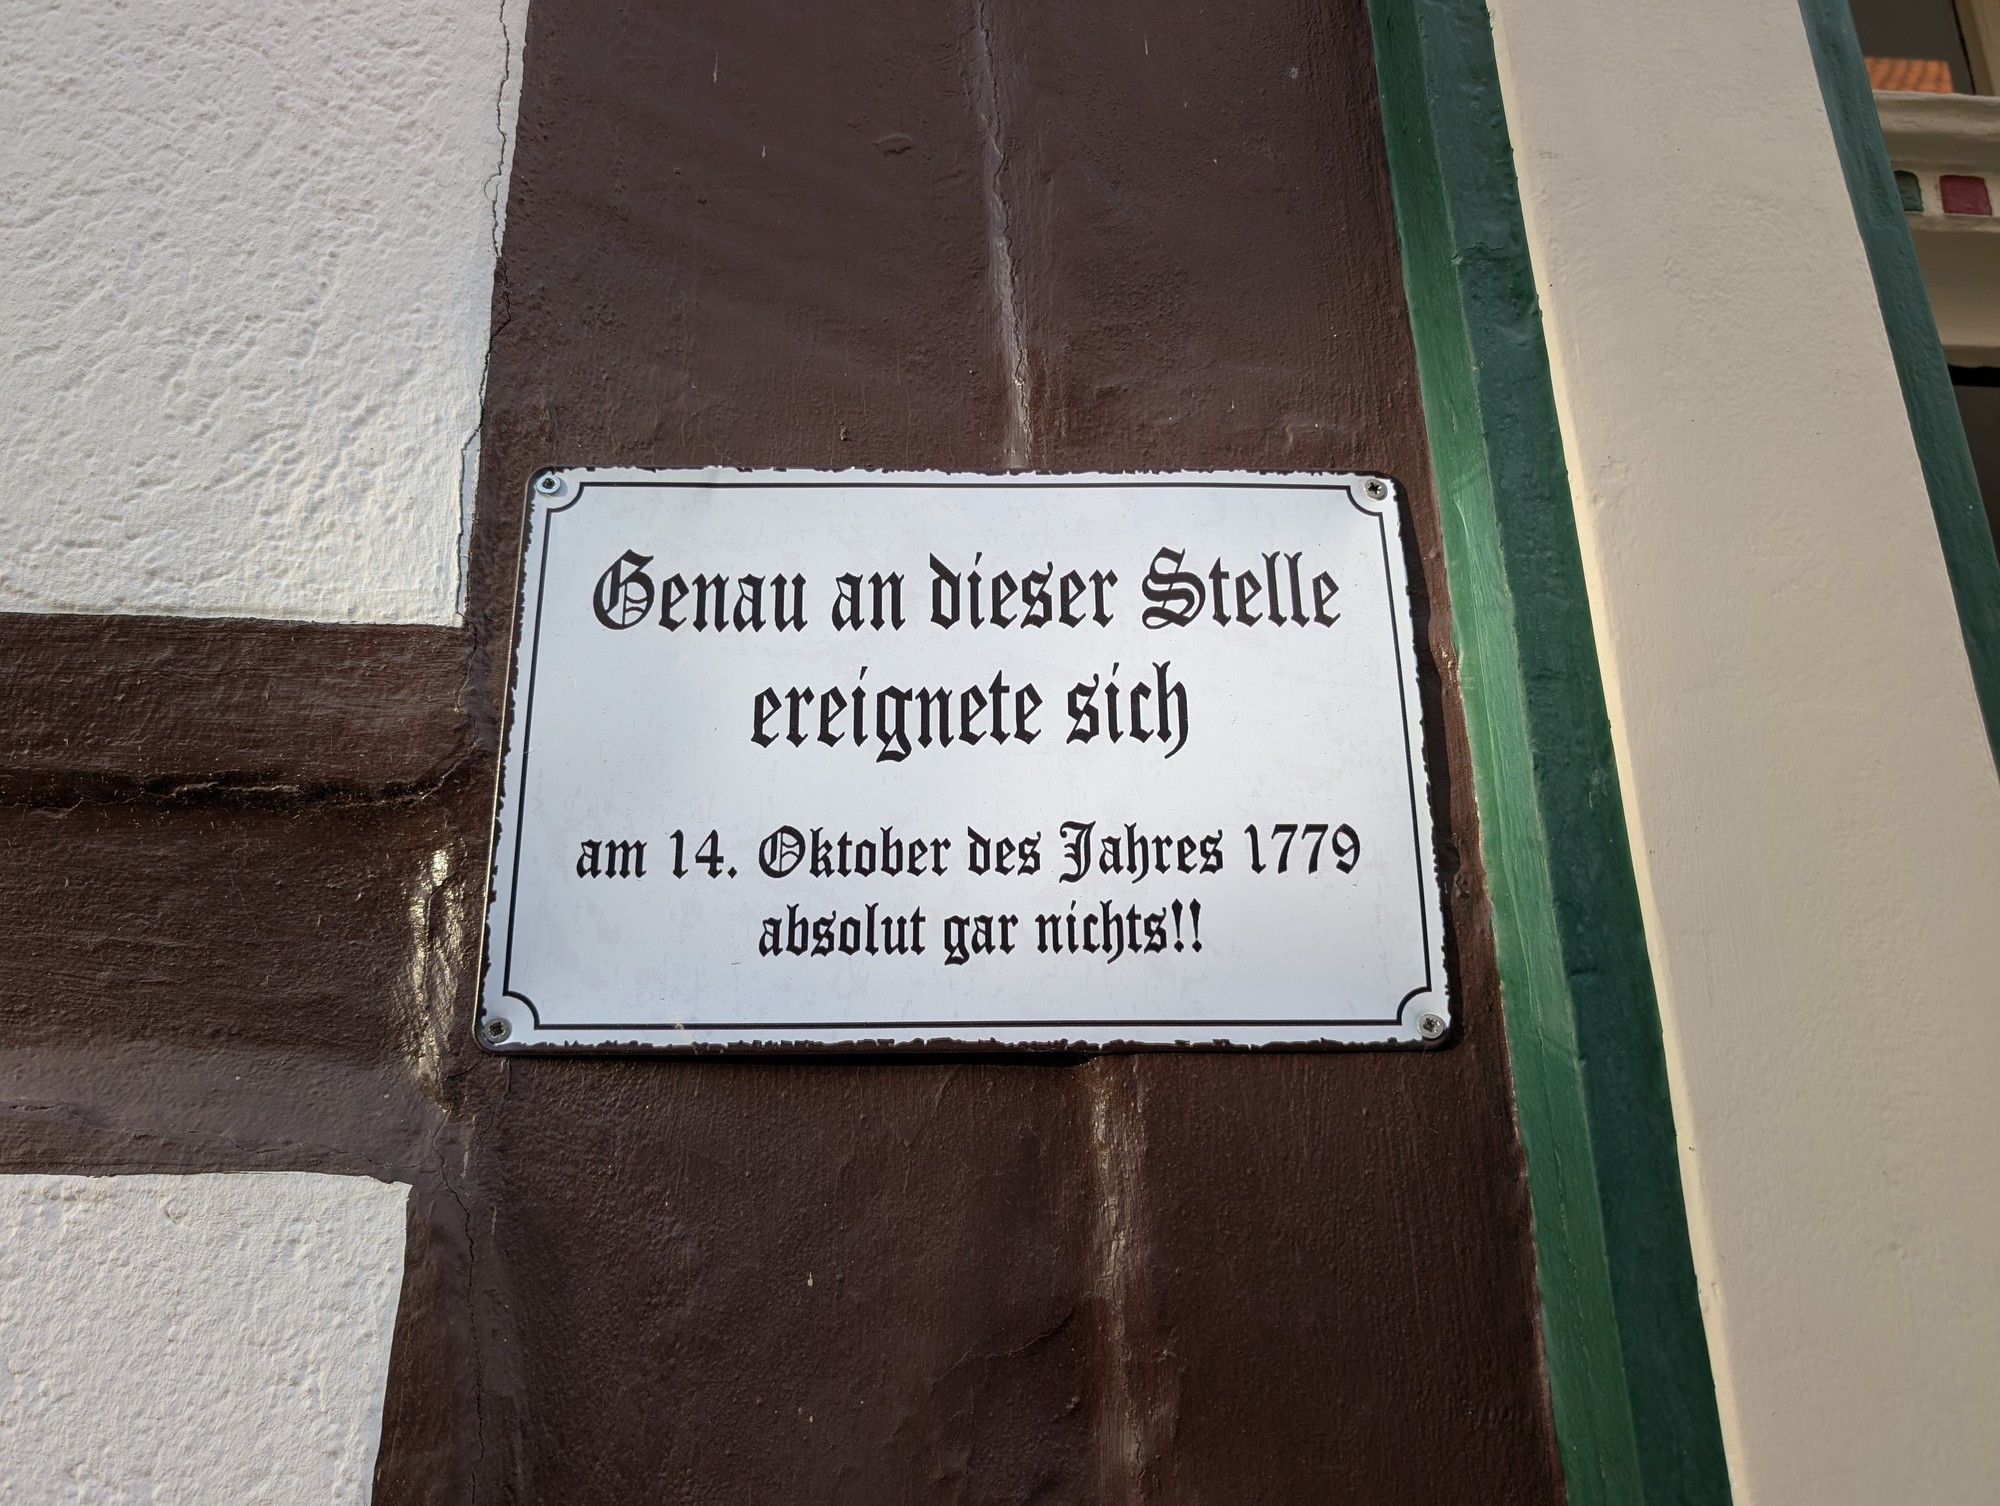 Genau an dieser Stelle
ereignete sich
am 14. Oktober des Jahres 1779
absolut gar nichts!!